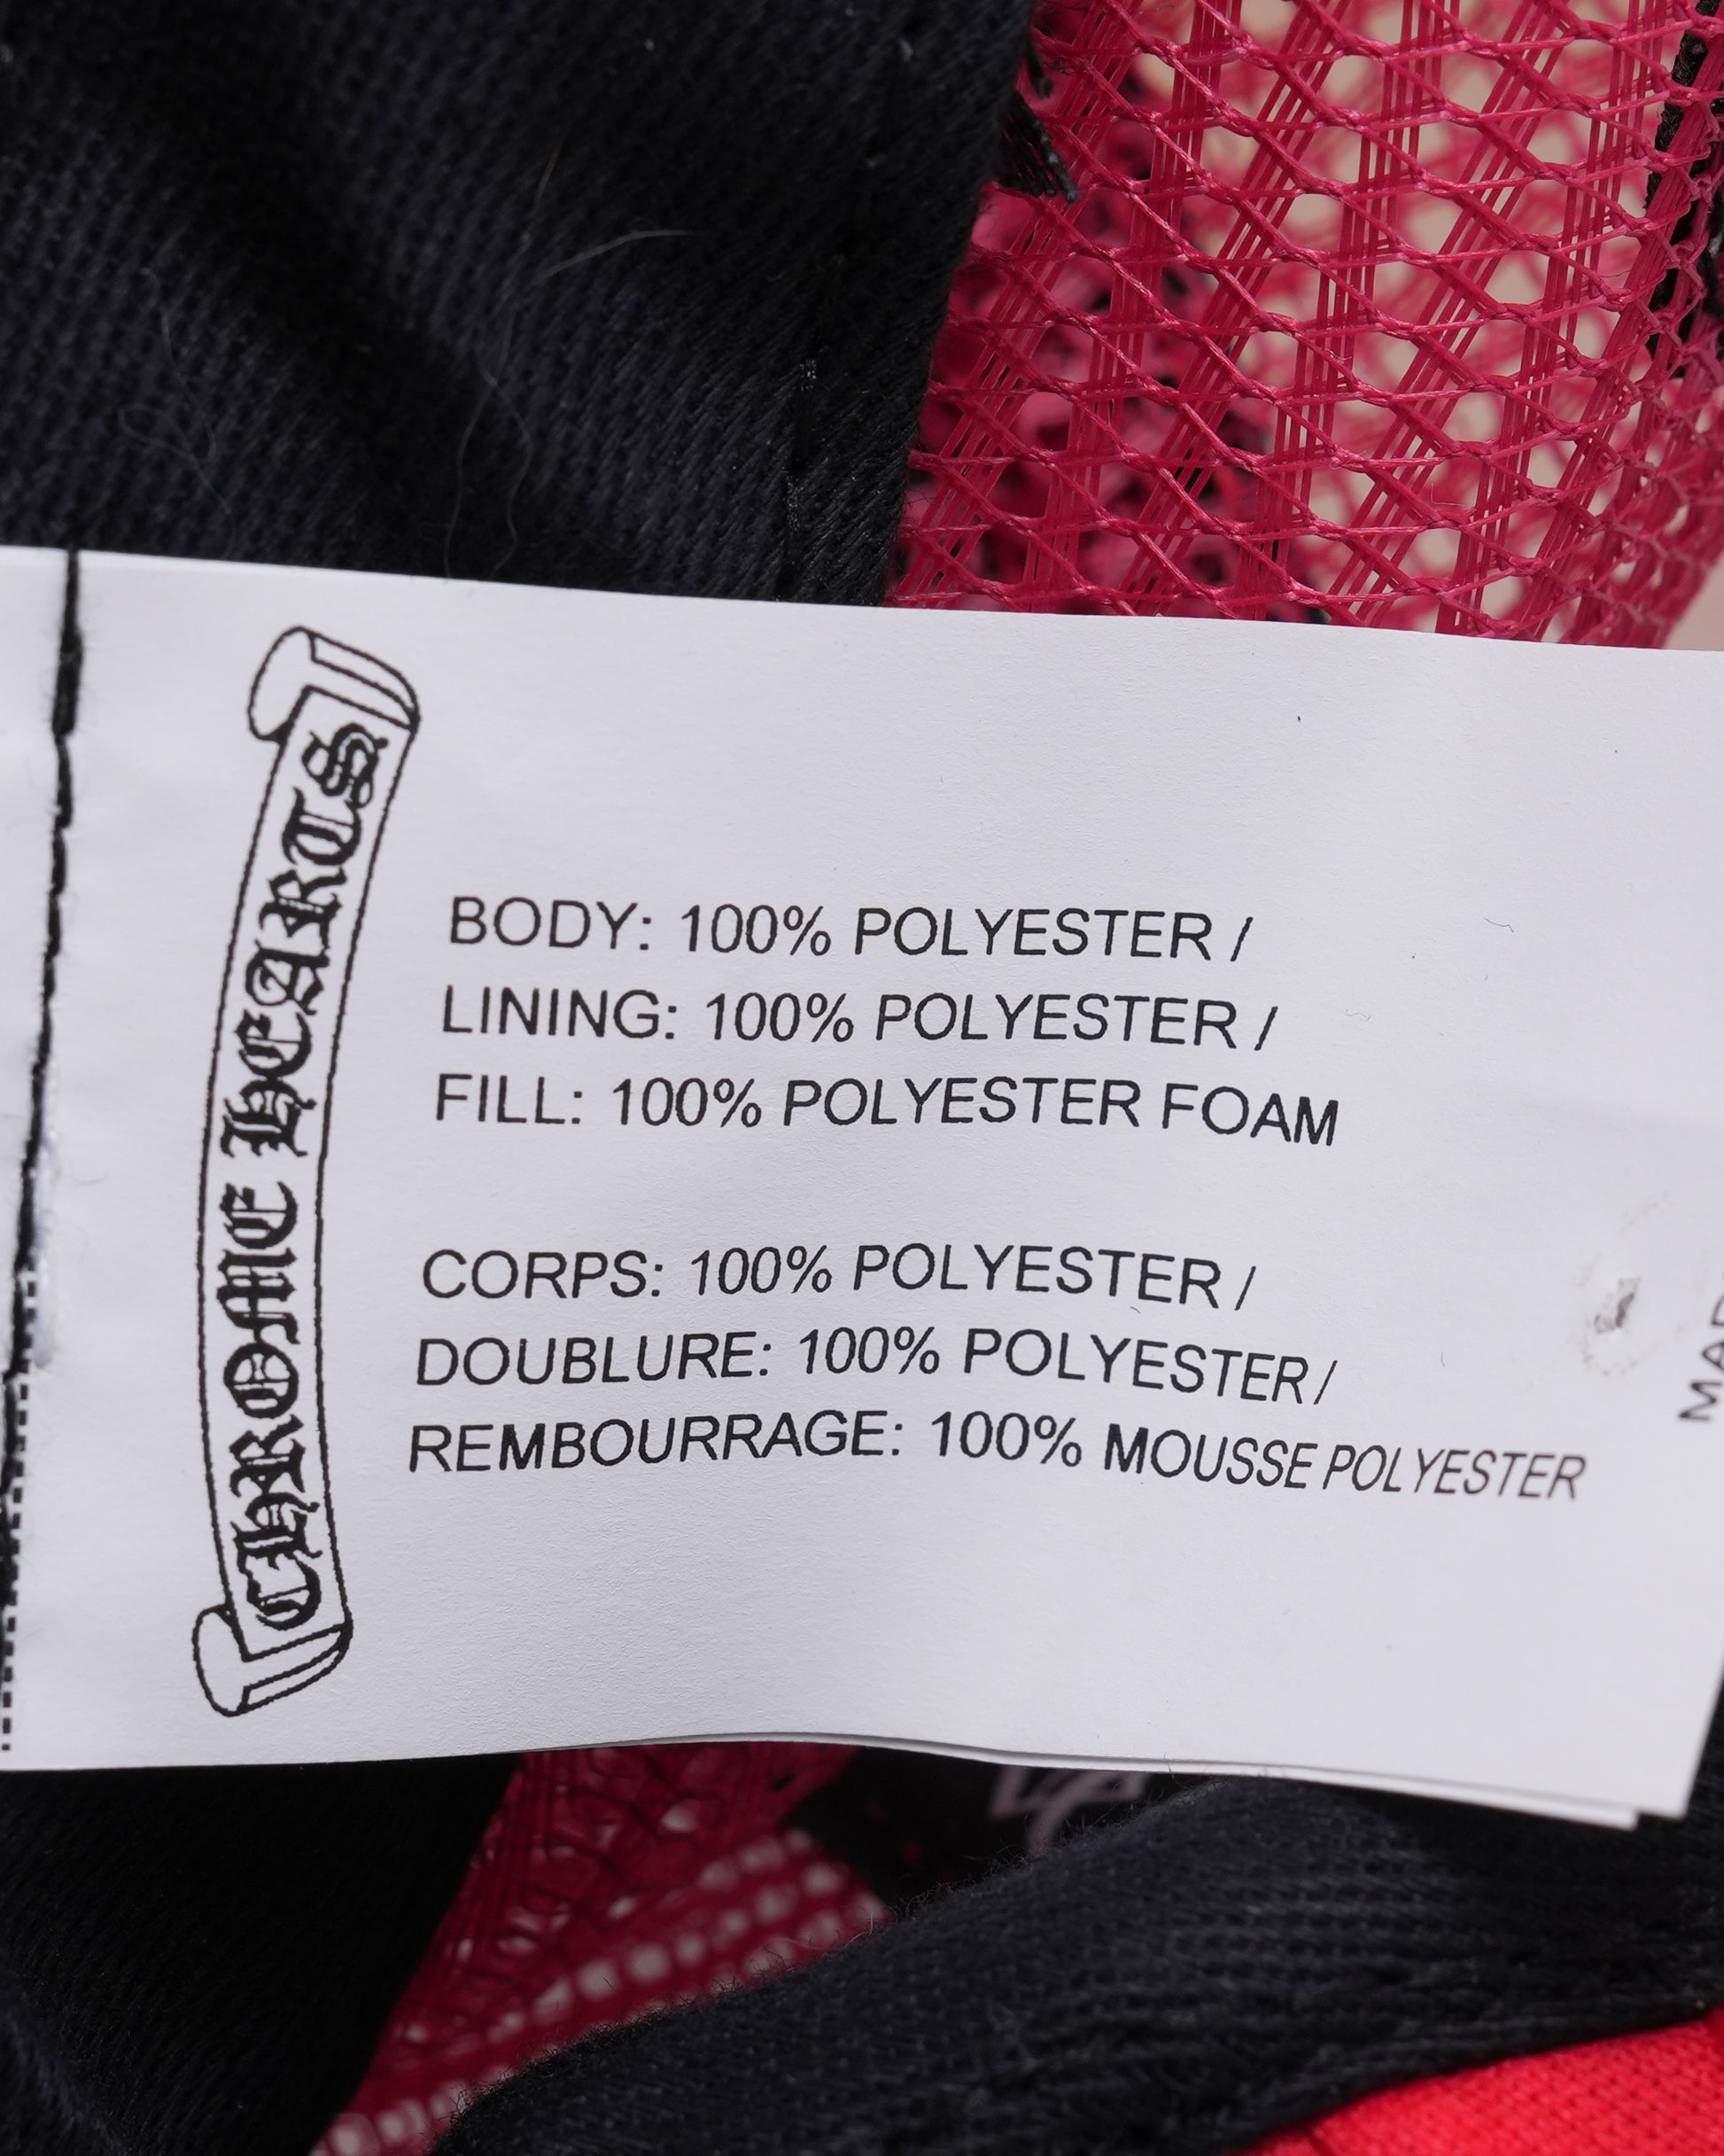 CHROME HEARTS
BODY: 100% POLYESTER /
LINING: 100% POLYESTER /
FILL: 100% POLYESTER FOAM
CORPS: 100% POLYESTER /
DOUBLURE: 100% POLYESTER /
REMBOURRAGE: 100% MOUSSE POLYESTER